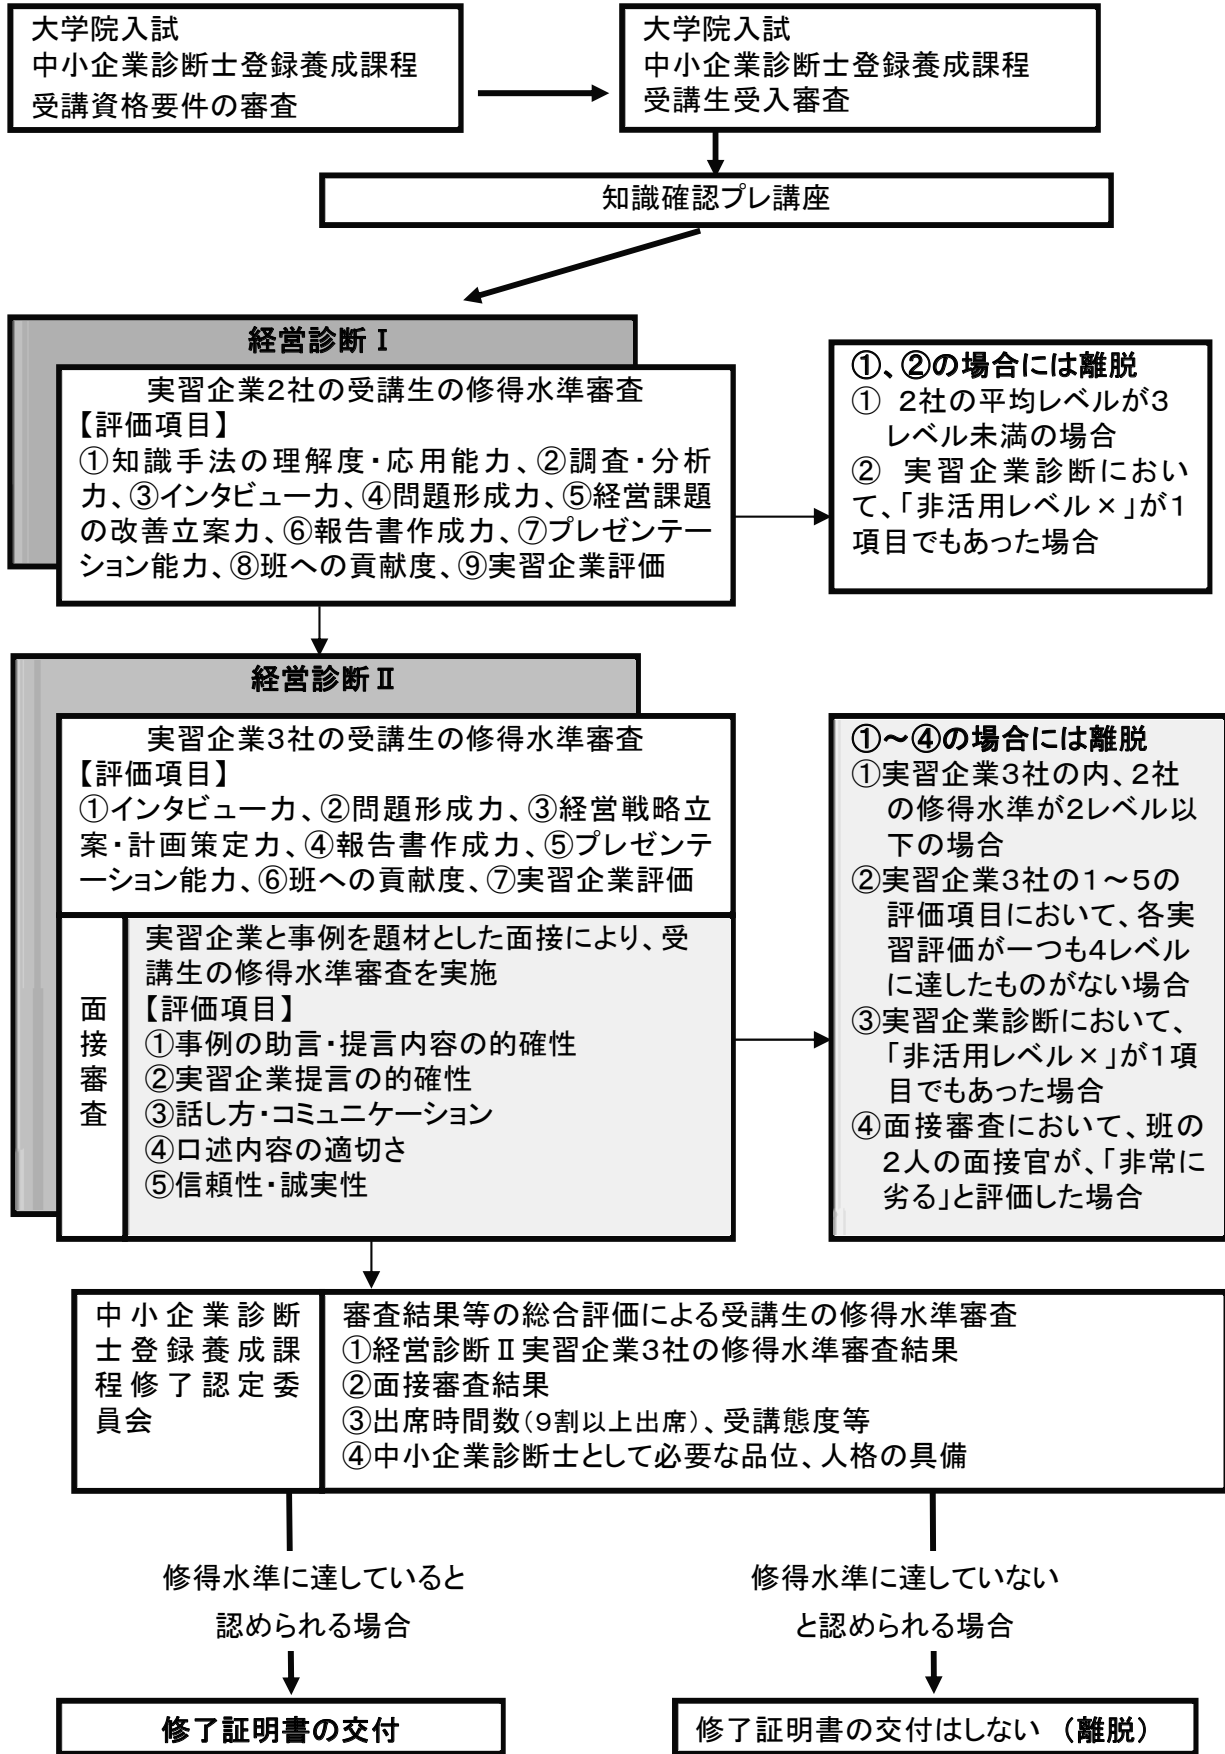 大学院入試
中小企業診断士登録養成課程
受講資格要件の審査
大学院入試
中小企業診断士登録養成課程
受講生受入審査
知識確認プレ講座
経営診断Ⅰ
実習企業2社の受講生の修得水準審査
【評価項目】
①知識手法の理解度・応用能力、②調査・分析
力、③インタビュー力、④問題形成力、⑤経営課題
の改善立案力、⑥報告書作成力、⑦プレゼンテー
ション能力、⑧班への貢献度、⑨実習企業評価
①、②の場合には離脱
① 2社の平均レベルが3
レベル未満の場合
② 実習企業診断におい
て、「非活用レベル×」が1
項目でもあった場合
経営診断Ⅱ
実習企業3社の受講生の修得水準審査
【評価項目】
①インタビュー力、②問題形成力、③経営戦略立
案・計画策定力、④報告書作成力、⑤プレゼンテ
ーション能力、⑥班への貢献度、⑦実習企業評価
面接審査
実習企業と事例を題材とした面接により、受
講生の修得水準審査を実施
【評価項目】
①事例の助言・提言内容の的確性
②実習企業提言の的確性
③話し方・コミュニケーション
④口述内容の適切さ
⑤信頼性・誠実性
①～④の場合には離脱
①実習企業3社の内、2社
の修得水準が2レベル以
下の場合
②実習企業3社の1～5の
評価項目において、各実
習評価が一つも4レベル
に達したものがない場合
③実習企業診断において、
「非活用レベル×」が1項
目でもあった場合
④面接審査において、班の
2人の面接官が、「非常に
劣る」と評価した場合
中小企業診断
士登録養成課
程修了認定委
員会
審査結果等の総合評価による受講生の修得水準審査
①経営診断Ⅱ実習企業3社の修得水準審査結果
②面接審査結果
③出席時間数(9割以上出席)、受講態度等
④中小企業診断士として必要な品位、人格の具備
修得水準に達していると
認められる場合
修得水準に達していない
と認められる場合
修了証明書の交付
修了証明書の交付はしない (離脱)